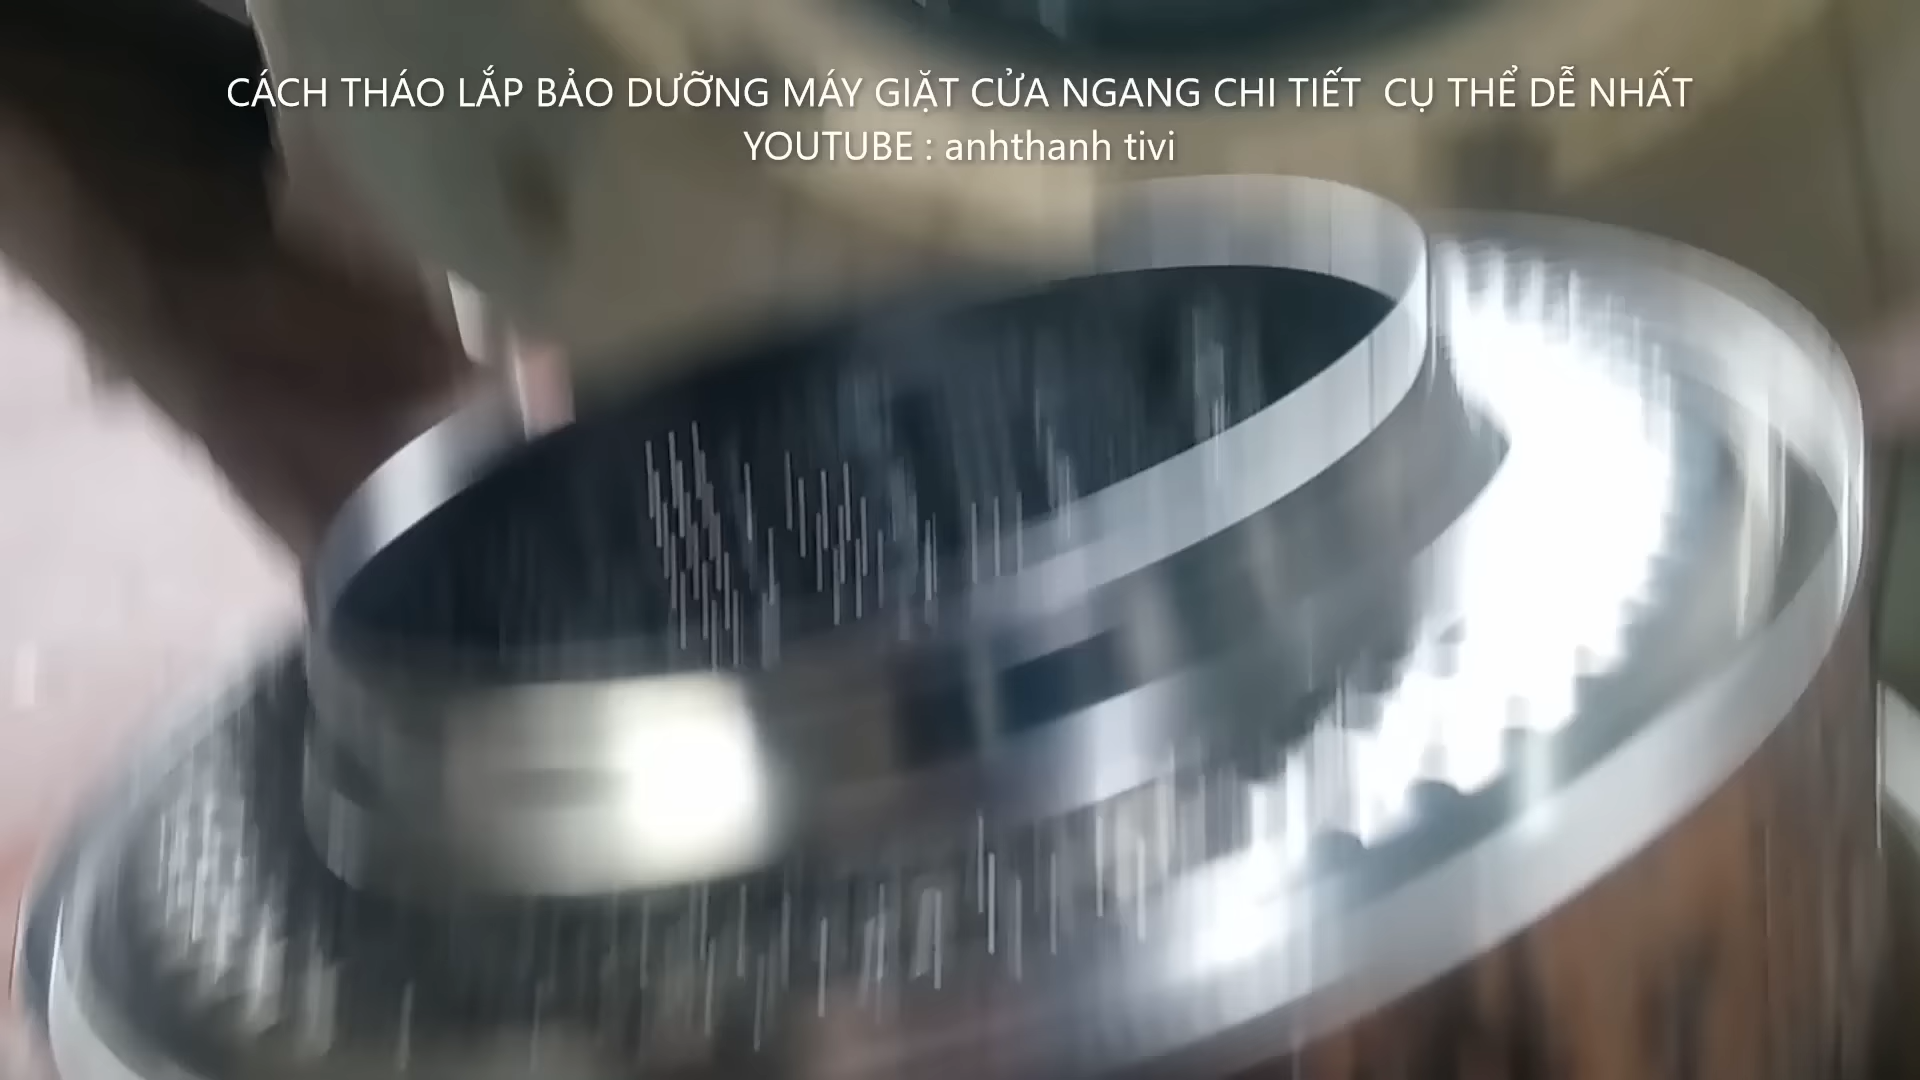 CÁCH THÁO LẮP BẢO DƯỠNG MÁY GIẶT CỬA NGANG CHI TIẾT  CỤ THỂ DỄ NHẤT
YOUTUBE : anhthanh tivi